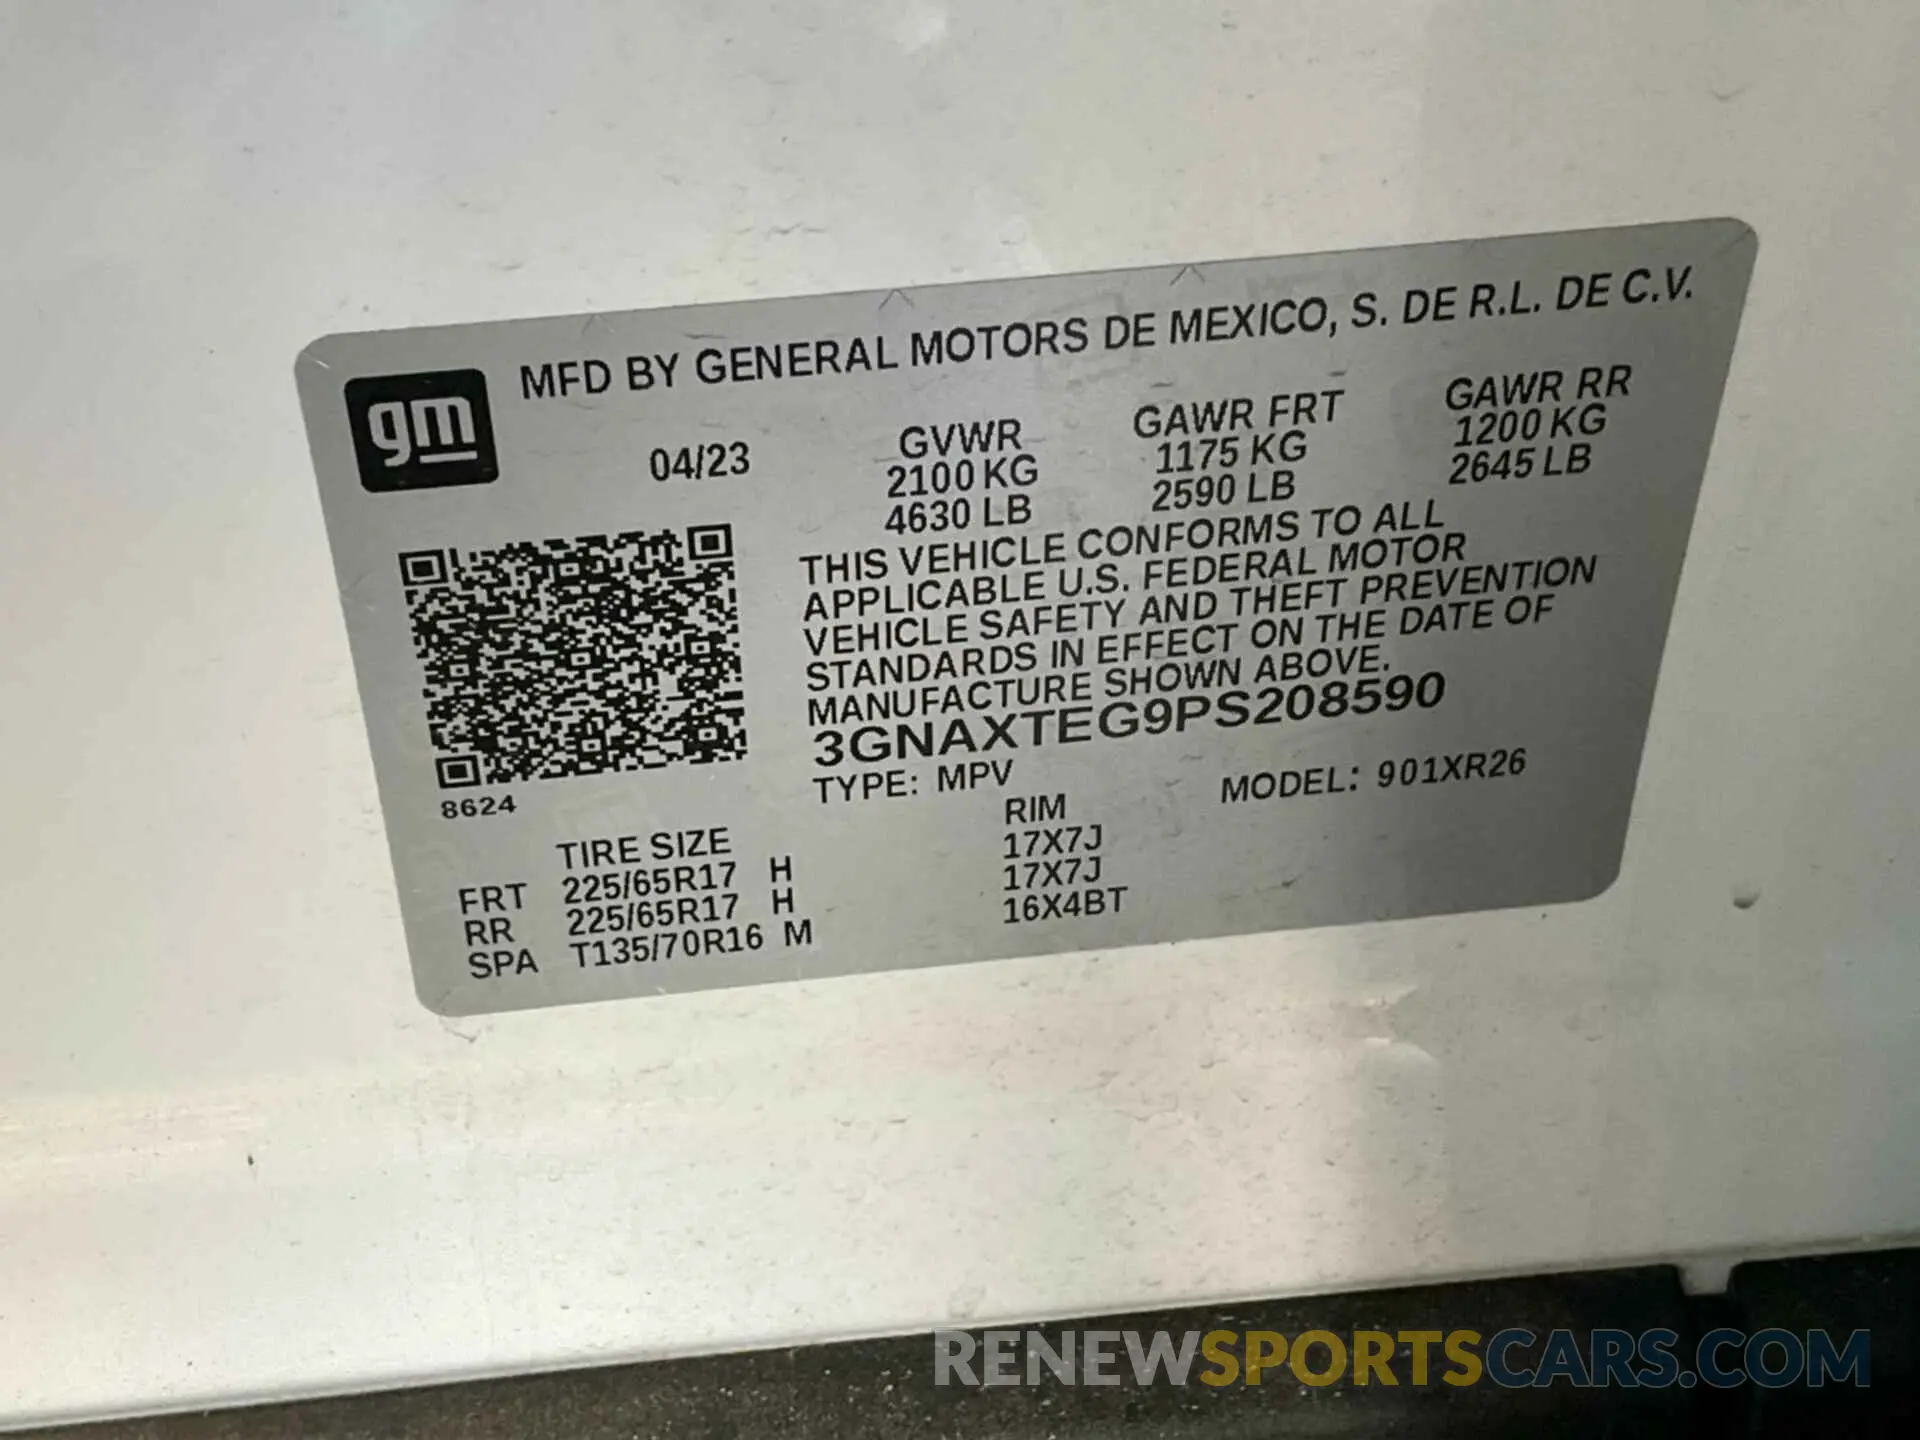 gm
MFD BY GENERAL MOTORS DE MEXICO, S. DE R.L. DE C.V.
04/23 GVWR GAWR FRT GAWR RR
2100 KG 1175 KG 1200 KG
4630 LB 2590 LB 2645 LB
THIS VEHICLE CONFORMS TO ALL
APPLICABLE U.S. FEDERAL MOTOR
VEHICLE SAFETY AND THEFT PREVENTION
STANDARDS IN EFFECT ON THE DATE OF
MANUFACTURE SHOWN ABOVE.
3GNAXTEG9PS208590
TYPE: MPV MODEL: 901XR26
8624
TIRE SIZE RIM
FRT 225/65R17 H 17X7J
RR 225/65R17 H 17X7J
SPA T135/70R16 M 16X4BT
RENEWSPORTSCARS.COM